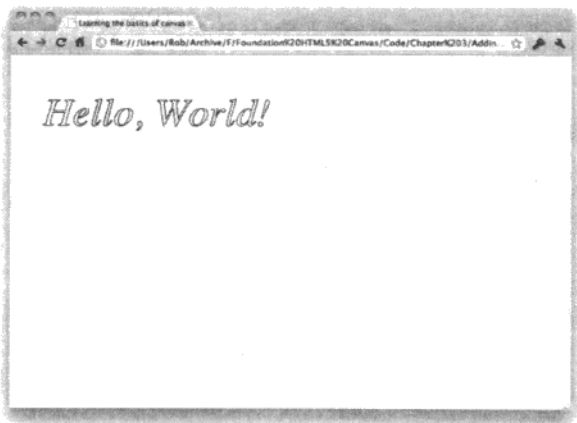 Learning the basics of canvas
file:///Users/Rob/Archive/F/Foundation%20HTML5%20Canvas/Code/Chapter%203/Addin...
Hello, World!